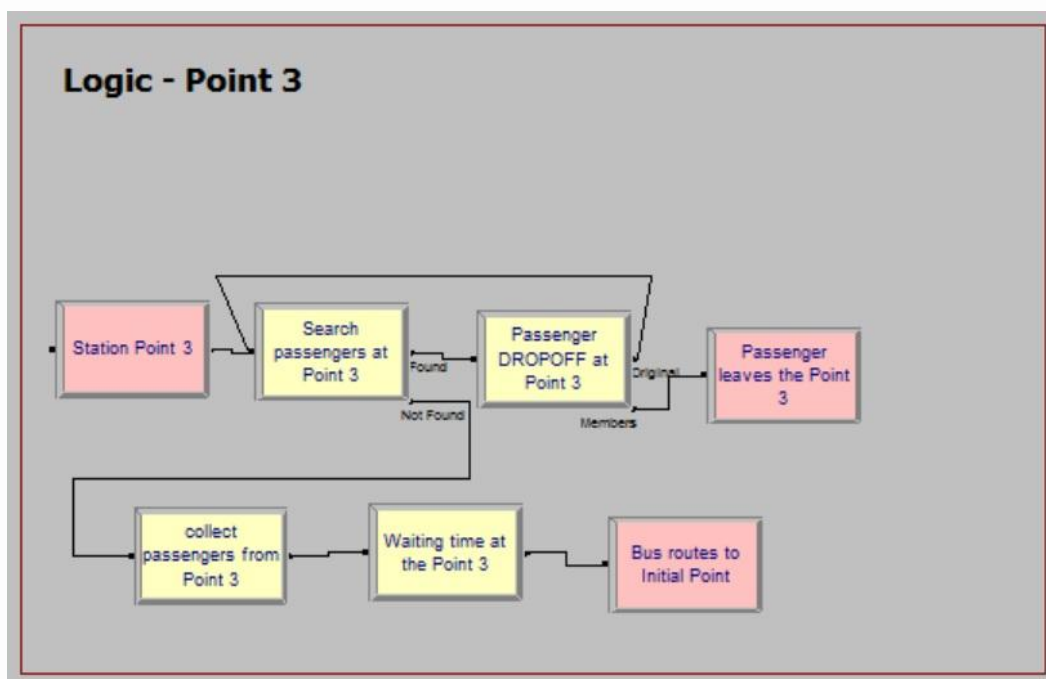 Logic - Point 3
Station Point 3
Search
passengers at
Point 3
Found
Not Found
Passenger
DROPOFF at
Point 3
Original
Members
Passenger
leaves the Point
3
collect
passengers from
Point 3
Waiting time at
the Point 3
Bus routes to
Initial Point